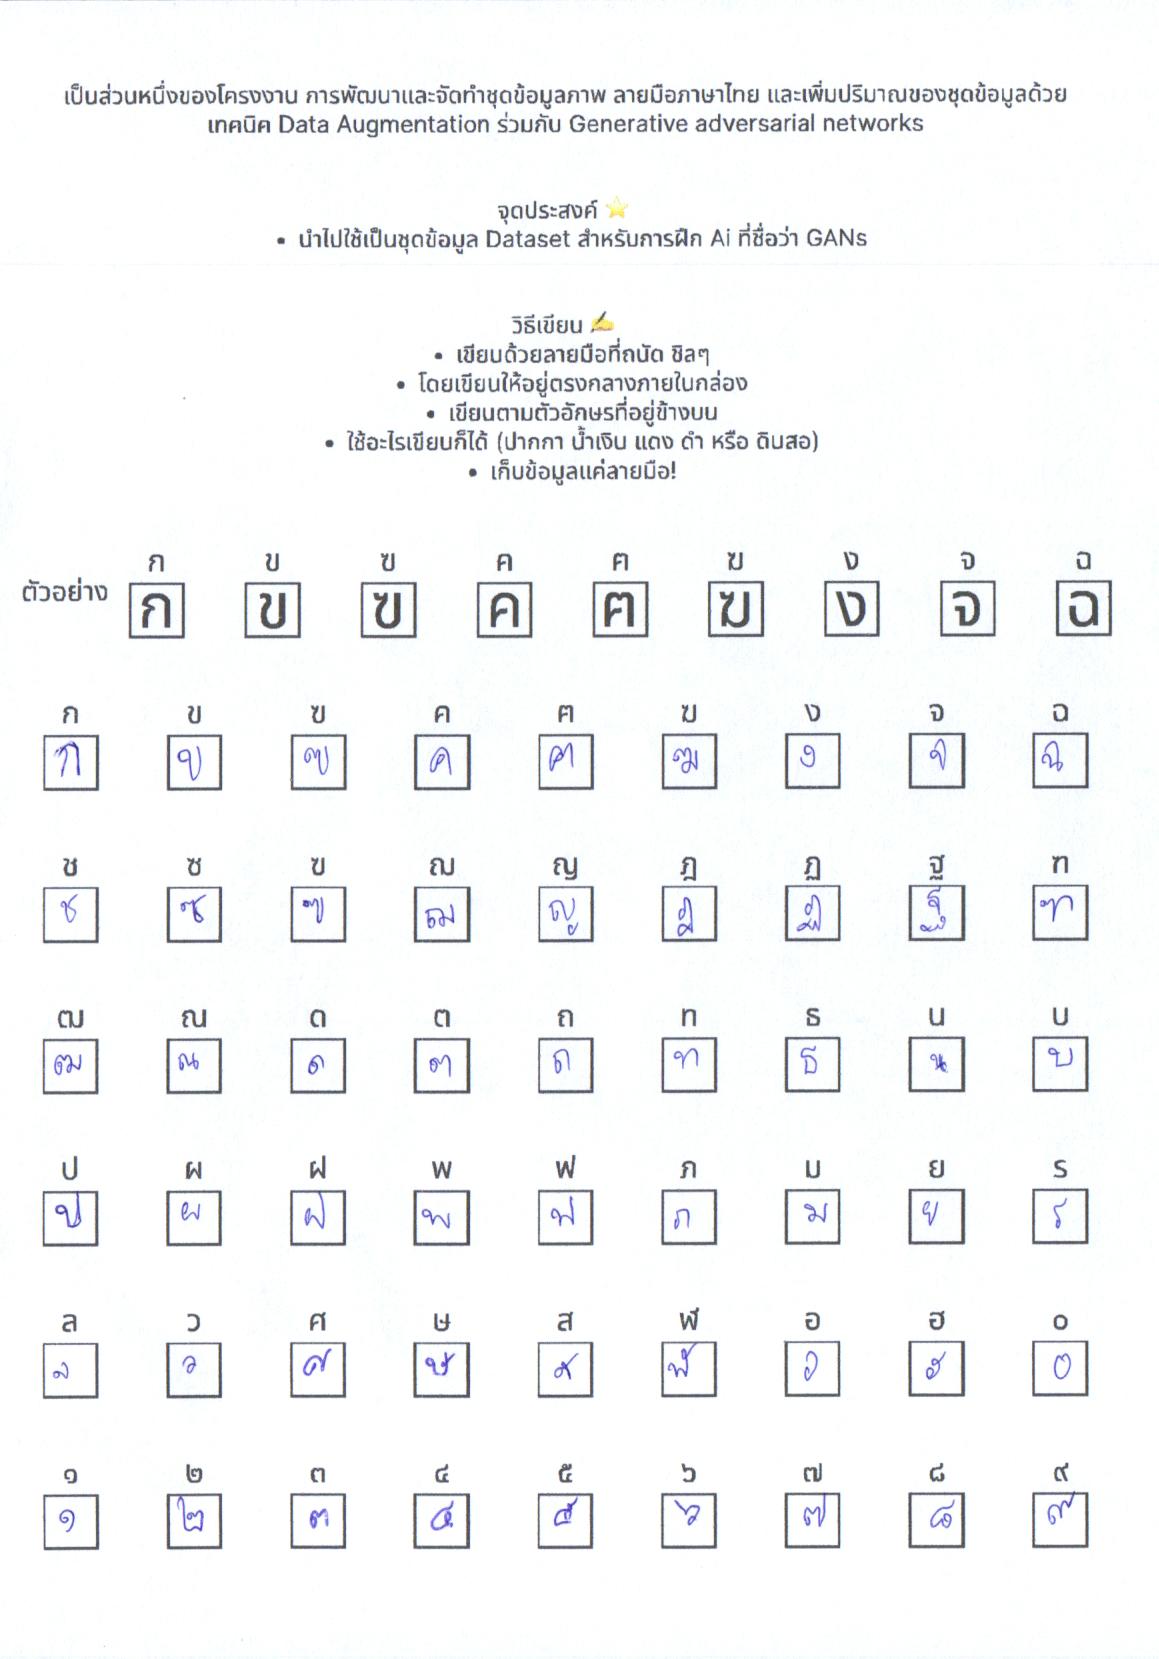 เป็นส่วนหนึ่งของโครงงาน การพัฒนาและจัดทำชุดข้อมูลภาพ ลายมือภาษาไทย และเพิ่มปริมาณของชุดข้อมูลด้วย
เทคนิค Data Augmentation ร่วมกับ Generative adversarial networks
จุดประสงค์ ⭐
• นำไปใช้เป็นชุดข้อมูล Dataset สำหรับการฝึก Ai ที่ชื่อว่า GANs
วิธีเขียน ✍
• เขียนด้วยลายมือที่ถนัด ชิลๆ
• โดยเขียนให้อยู่ตรงกลางภายในกล่อง
• เขียนตามตัวอักษรที่อยู่ข้างบน
• ใช้อะไรเขียนก็ได้ (ปากกา น้ำเงิน แดง ดำ หรือ ดินสอ)
• เก็บข้อมูลแค่ลายมือ!
ก ข ฃ ค ฅ ฆ ง จ ฉ
ตัวอย่าง ก ข ฃ ค ฅ ฆ ง จ ฉ
ก ข ฃ ค ฅ ฆ ง จ ฉ
ก ข ฃ ค ฅ ฆ ง จ ฉ
ช ซ ฃ ฌ ญ ฎ ฏ ฐ ฑ
ช ซ ฃ ฌ ญ ฎ ฏ ฐ ฑ
ฒ ณ ด ต ถ ท ธ น บ
ฒ ณ ด ต ถ ท ธ น บ
ป ผ ฝ พ ฟ ภ ม ย ร
ป ผ ฝ พ ฟ ภ ม ย ร
ล ว ศ ษ ส ฬ อ ฮ ๐
ล ว ศ ษ ส ฬ อ ฮ ๐
๑ ๒ ๓ ๔ ๕ ๖ ๗ ๘ ๙
๑ ๒ ๓ ๔ ๕ ๖ ๗ ๘ ๙